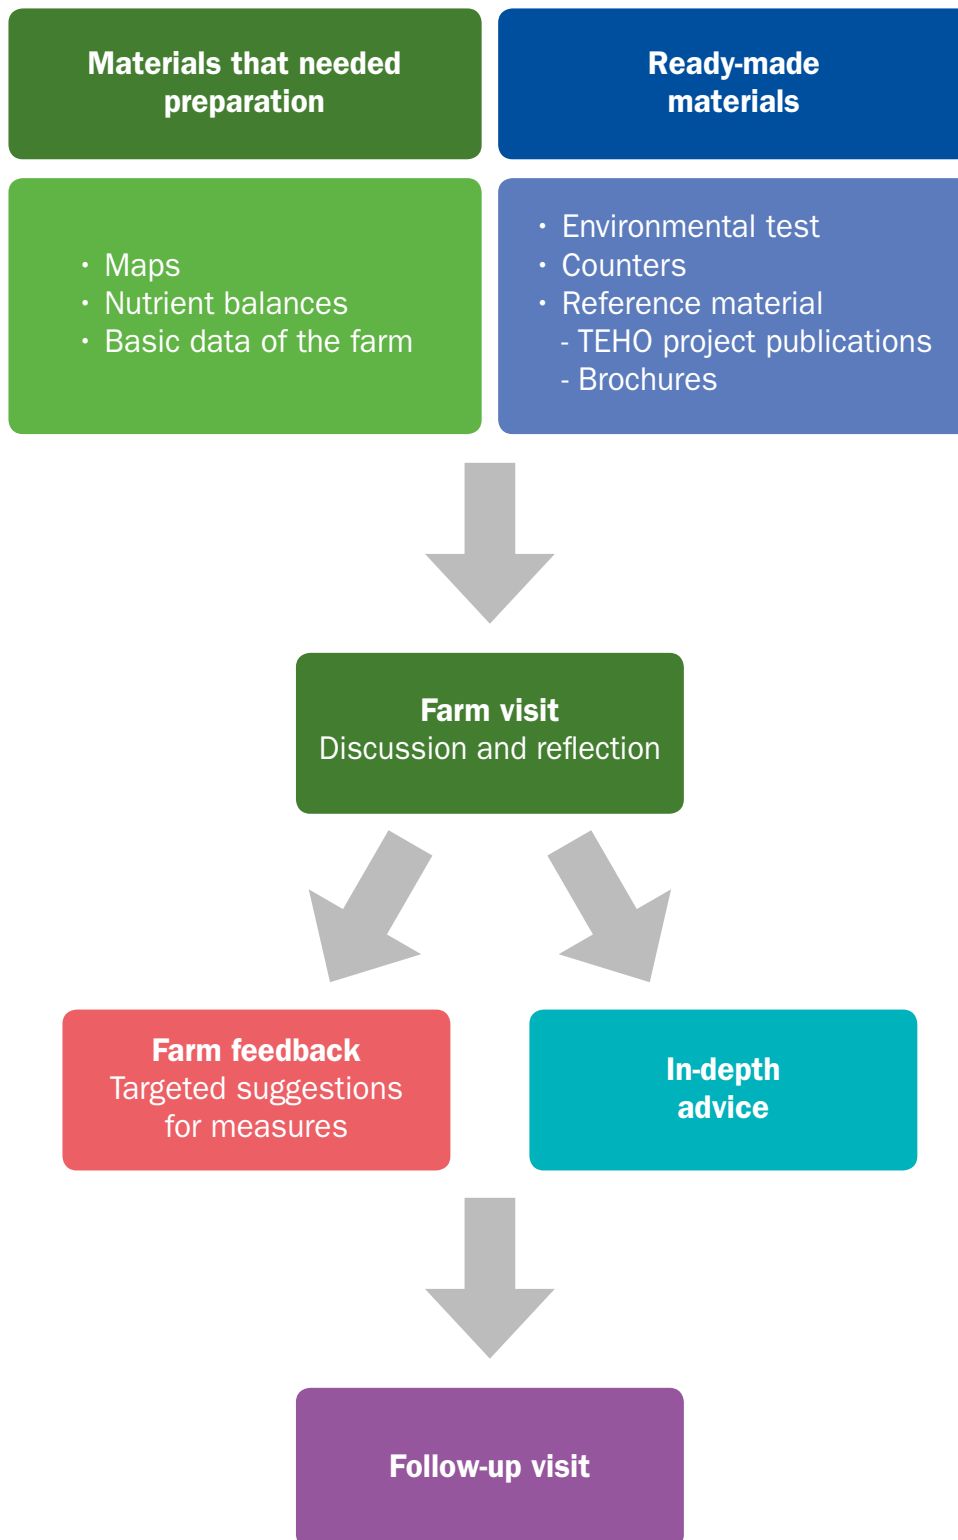 Materials that needed
preparation
Ready-made
materials
· Maps
· Nutrient balances
· Basic data of the farm
· Environmental test
· Counters
· Reference material
- TEHO project publications
- Brochures
Farm visit
Discussion and reflection
Farm feedback
Targeted suggestions
for measures
In-depth
advice
Follow-up visit